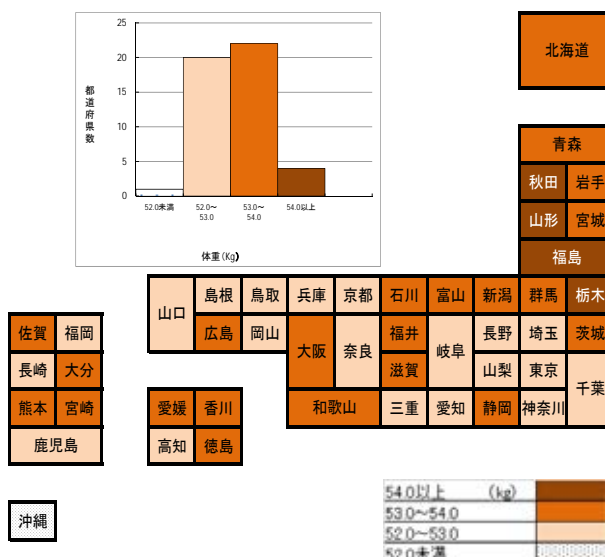 25
20
15
10
5
0
都道府県数
52.0未満
52.0～53.0
53.0～54.0
54.0以上
体重(Kg)
北海道
青森
秋田 岩手
山形 宮城
福島
山口 島根 鳥取 兵庫 京都 石川 富山 新潟 群馬 栃木
広島 岡山 大阪 奈良 福井 岐阜 長野 埼玉 茨城
滋賀 山梨 東京 千葉
和歌山 三重 愛知 静岡 神奈川
佐賀 福岡
長崎 大分
熊本 宮崎
鹿児島
愛媛 香川
高知 徳島
沖縄
54.0以上 (kg)
53.0～54.0
52.0～53.0
52.0未満